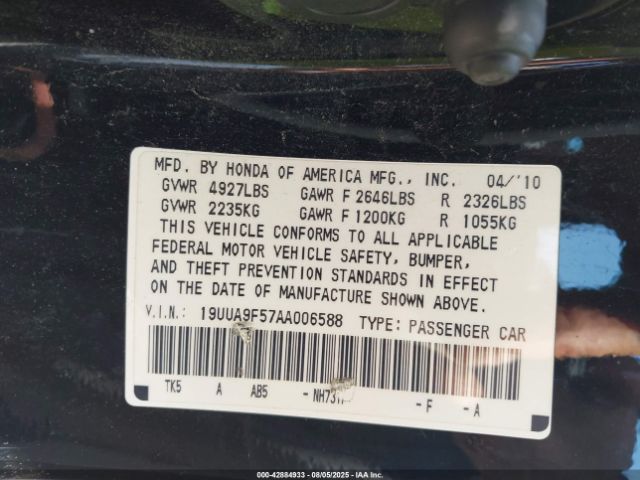 MFD. BY HONDA OF AMERICA MFG., INC. 04/'10
GVWR 4927LBS GAWR F 2646LBS R 2326LBS
GVWR 2235KG GAWR F 1200KG R 1055KG
THIS VEHICLE CONFORMS TO ALL APPLICABLE
FEDERAL MOTOR VEHICLE SAFETY, BUMPER,
AND THEFT PREVENTION STANDARDS IN EFFECT
ON THE DATE OF MANUFACTURE SHOWN ABOVE.
V.I.N.: 19UUA9F57AA006588 TYPE: PASSENGER CAR
TK5 A AB5 - -F -A
000-42884933 - 08/05/2025 - IAA Inc.